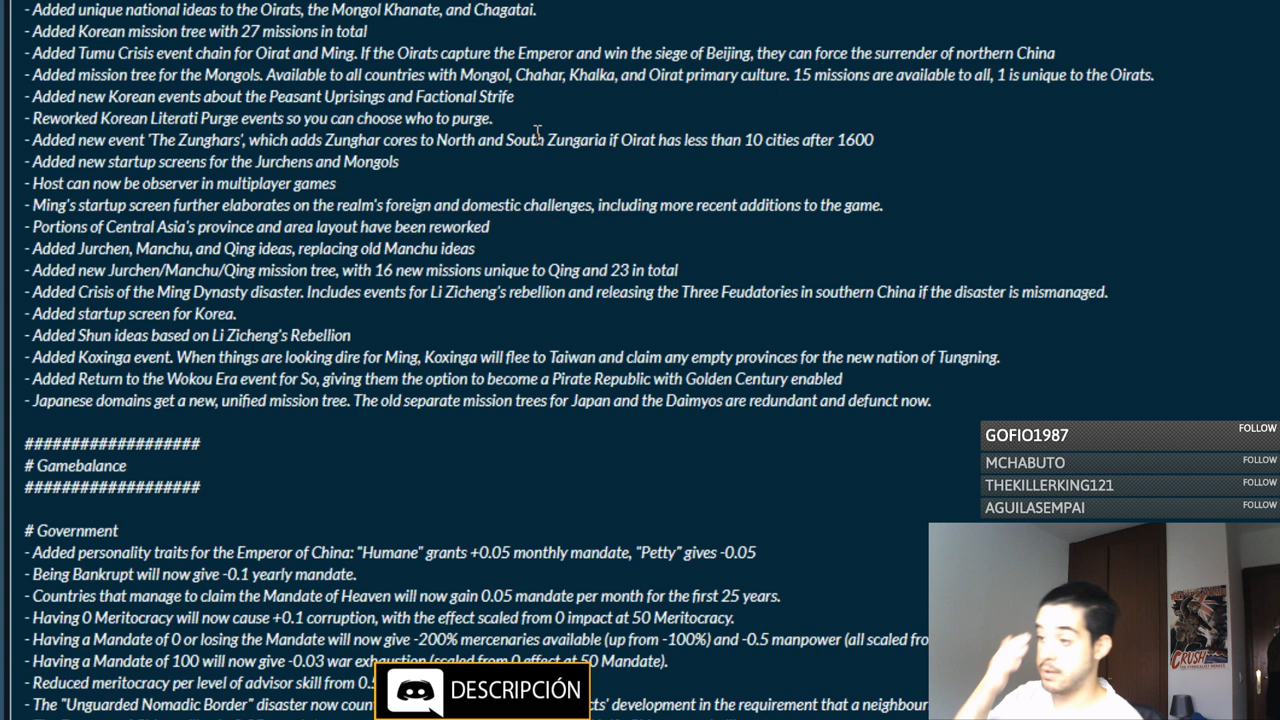 - Added unique national ideas to the Oirats, the Mongol Khanate, and Chagatai.
- Added Korean mission tree with 27 missions in total
- Added Tumu Crisis event chain for Oirat and Ming. If the Oirats capture the Emperor and win the siege of Beijing, they can force the surrender of northern China
- Added mission tree for the Mongols. Available to all countries with Mongol, Chahar, Khalka, and Oirat primary culture. 15 missions are available to all, 1 is unique to the Oirats.
- Added new Korean events about the Peasant Uprisings and Factional Strife
- Reworked Korean Literati Purge events so you can choose who to purge.
- Added new event 'The Zunghars', which adds Zunghar cores to North and South Zungaria if Oirat has less than 10 cities after 1600
- Added new startup screens for the Jurchens and Mongols
- Host can now be observer in multiplayer games
- Ming's startup screen further elaborates on the realm's foreign and domestic challenges, including more recent additions to the game.
- Portions of Central Asia's province and area layout have been reworked
- Added Jurchen, Manchu, and Qing ideas, replacing old Manchu ideas
- Added new Jurchen/Manchu/Qing mission tree, with 16 new missions unique to Qing and 23 in total
- Added Crisis of the Ming Dynasty disaster. Includes events for Li Zicheng's rebellion and releasing the Three Feudatories in southern China if the disaster is mismanaged.
- Added startup screen for Korea.
- Added Shun ideas based on Li Zicheng's Rebellion
- Added Koxinga event. When things are looking dire for Ming, Koxinga will flee to Taiwan and claim any empty provinces for the new nation of Tungning.
- Added Return to the Wokou Era event for So, giving them the option to become a Pirate Republic with Golden Century enabled
- Japanese domains get a new, unified mission tree. The old separate mission trees for Japan and the Daimyos are redundant and defunct now.
###################
# Gamebalance
###################
# Government
- Added personality traits for the Emperor of China: "Humane" grants +0.05 monthly mandate, "Petty" gives -0.05
- Being Bankrupt will now give -0.1 yearly mandate.
- Countries that manage to claim the Mandate of Heaven will now gain 0.05 mandate per month for the first 25 years.
- Having 0 Meritocracy will now cause +0.1 corruption, with the effect scaled from 0 impact at 50 Meritocracy.
- Having a Mandate of 0 or losing the Mandate will now give -200% mercenaries available (up from -100%) and -0.5 manpower (all scaled fro
- Having a Mandate of 100 will now give -0.03 war exhaustion (scaled from 0 effect at 50 Mandate).
- Reduced meritocracy per level of advisor skill from 0.5
- The "Unguarded Nomadic Border" disaster now coun
cts' development in the requirement that a neighbour
DESCRIPCIÓN
GOFIO1987 FOLLOW
MCHABUTO FOLLOW
THEKILLERKING121 FOLLOW
AGUILASEMPAI FOLLOW
CRUSH